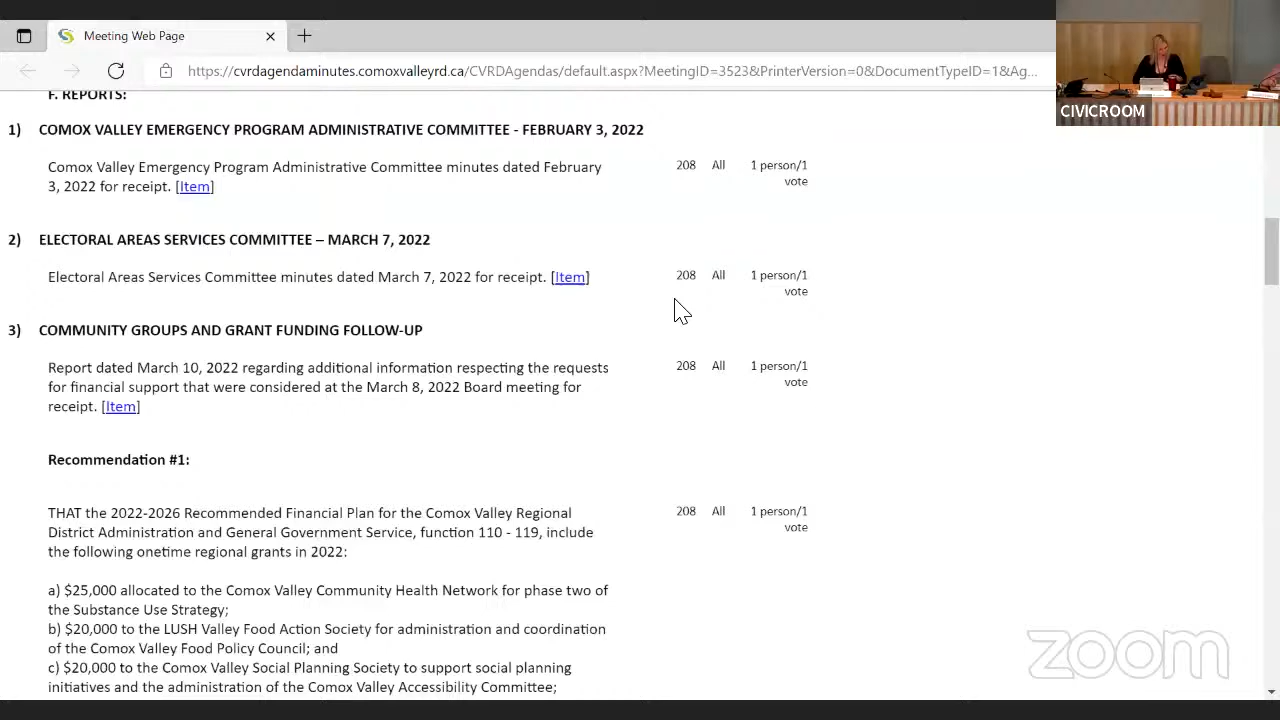 Meeting Web Page
https://cvrdagendaminutes.comoxvalleyrd.ca/CVRDAgendas/default.aspx?MeetingID=3523&PrinterVersion=0&DocumentTypeID=1&Ag...
CIVICROOM
F. REPORTS:
1) COMOX VALLEY EMERGENCY PROGRAM ADMINISTRATIVE COMMITTEE - FEBRUARY 3, 2022
Comox Valley Emergency Program Administrative Committee minutes dated February 208 All 1 person/1
3, 2022 for receipt. [Item] vote
2) ELECTORAL AREAS SERVICES COMMITTEE – MARCH 7, 2022
Electoral Areas Services Committee minutes dated March 7, 2022 for receipt. [Item] 208 All 1 person/1
vote
3) COMMUNITY GROUPS AND GRANT FUNDING FOLLOW-UP
Report dated March 10, 2022 regarding additional information respecting the requests 208 All 1 person/1
for financial support that were considered at the March 8, 2022 Board meeting for vote
receipt. [Item]
Recommendation #1:
THAT the 2022-2026 Recommended Financial Plan for the Comox Valley Regional 208 All 1 person/1
District Administration and General Government Service, function 110 - 119, include vote
the following onetime regional grants in 2022:
a) $25,000 allocated to the Comox Valley Community Health Network for phase two of
the Substance Use Strategy;
b) $20,000 to the LUSH Valley Food Action Society for administration and coordination
of the Comox Valley Food Policy Council; and
c) $20,000 to the Comox Valley Social Planning Society to support social planning
initiatives and the administration of the Comox Valley Accessibility Committee;
zoom